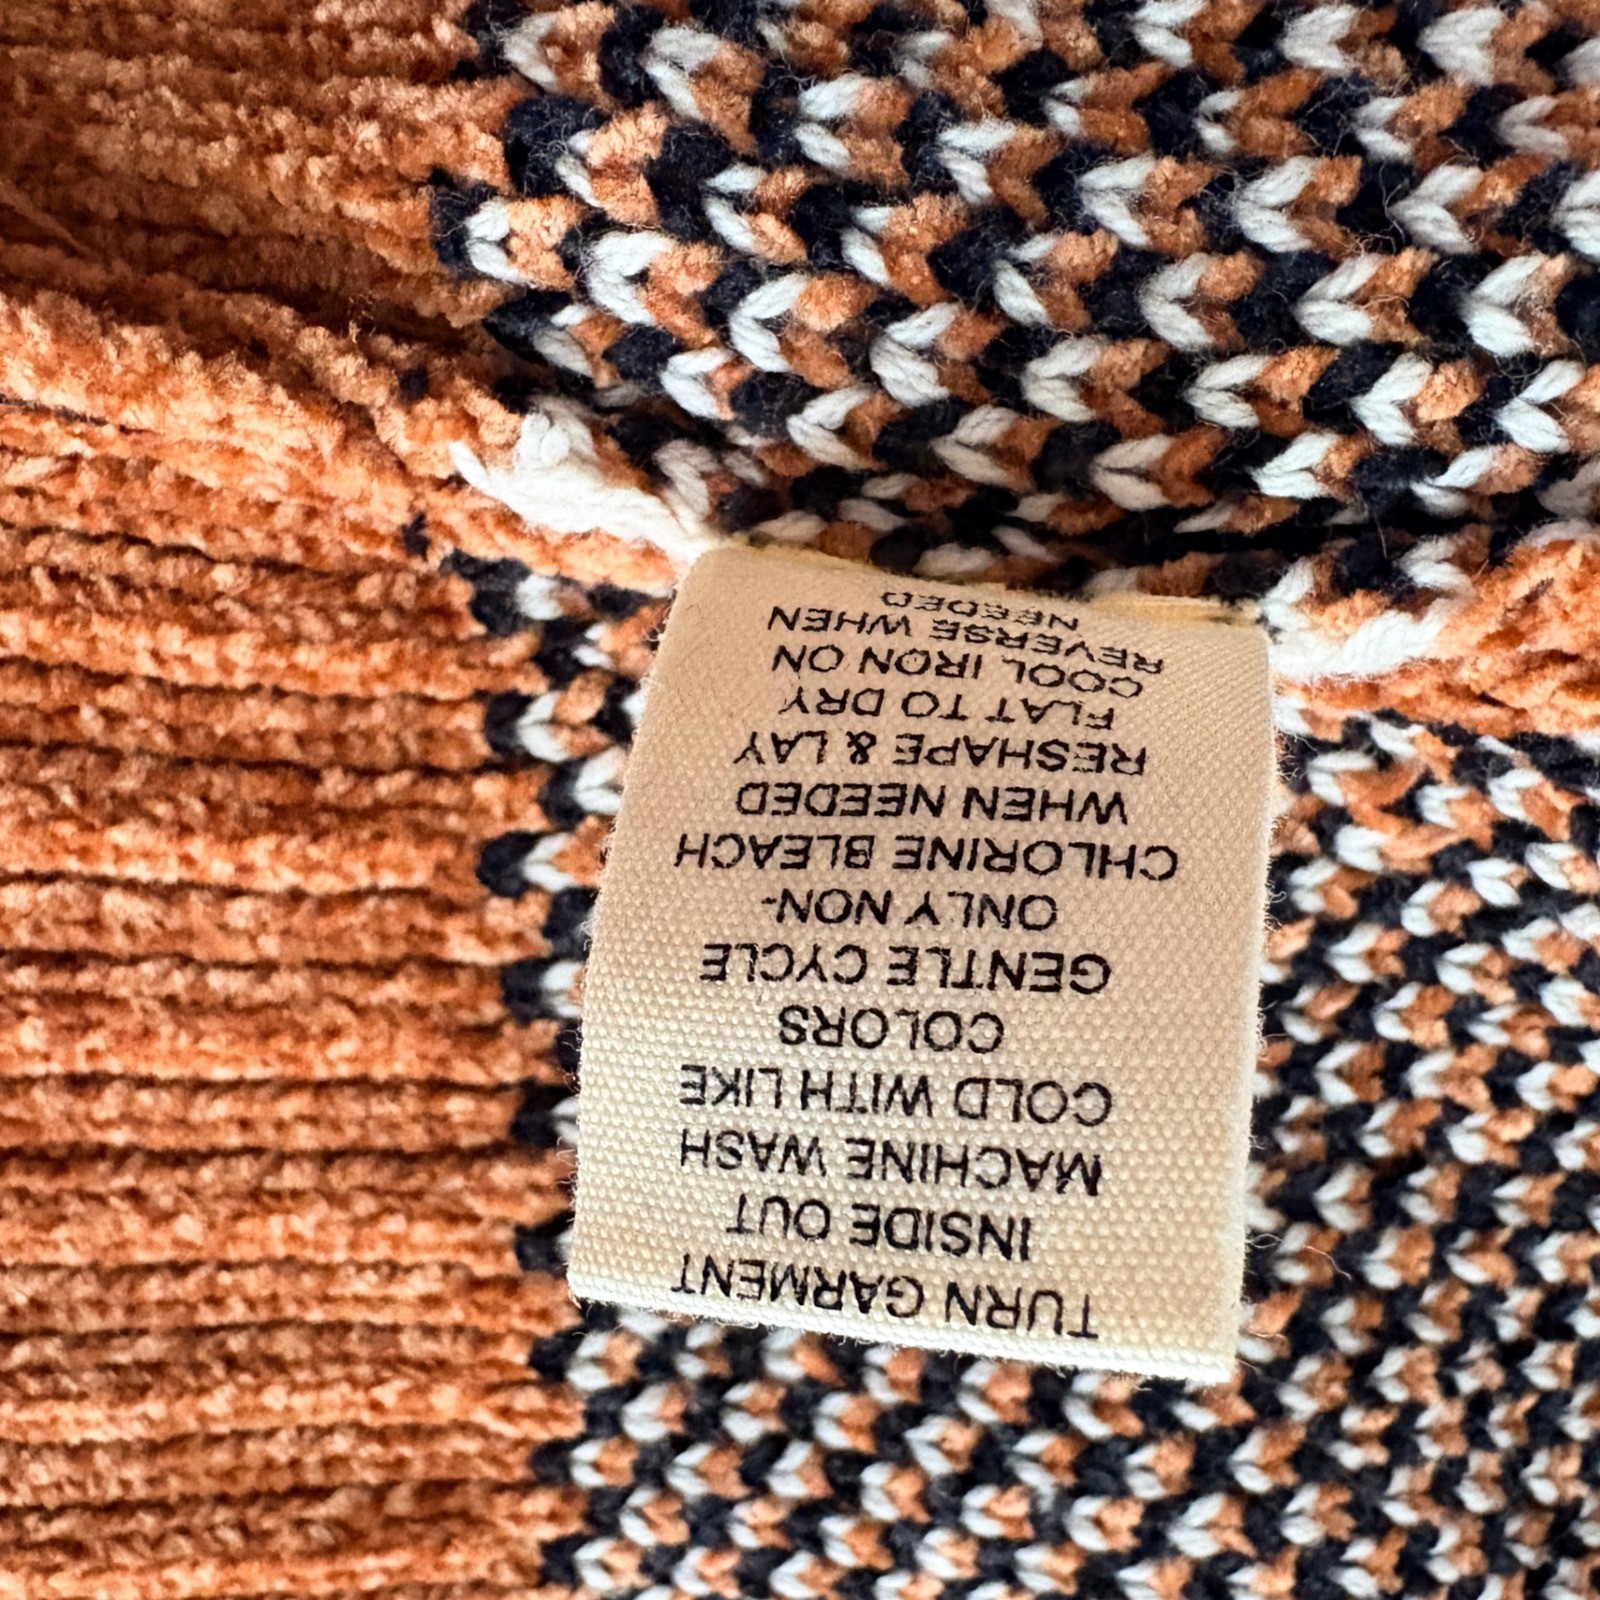 TURN GARMENT
INSIDE OUT
MACHINE WASH
COLD WITH LIKE
COLORS
GENTLE CYCLE
ONLY NON-
CHLORINE BLEACH
WHEN NEEDED
RESHAPE & LAY
FLAT TO DRY
COOL IRON ON
REVERSE WHEN
NEEDED